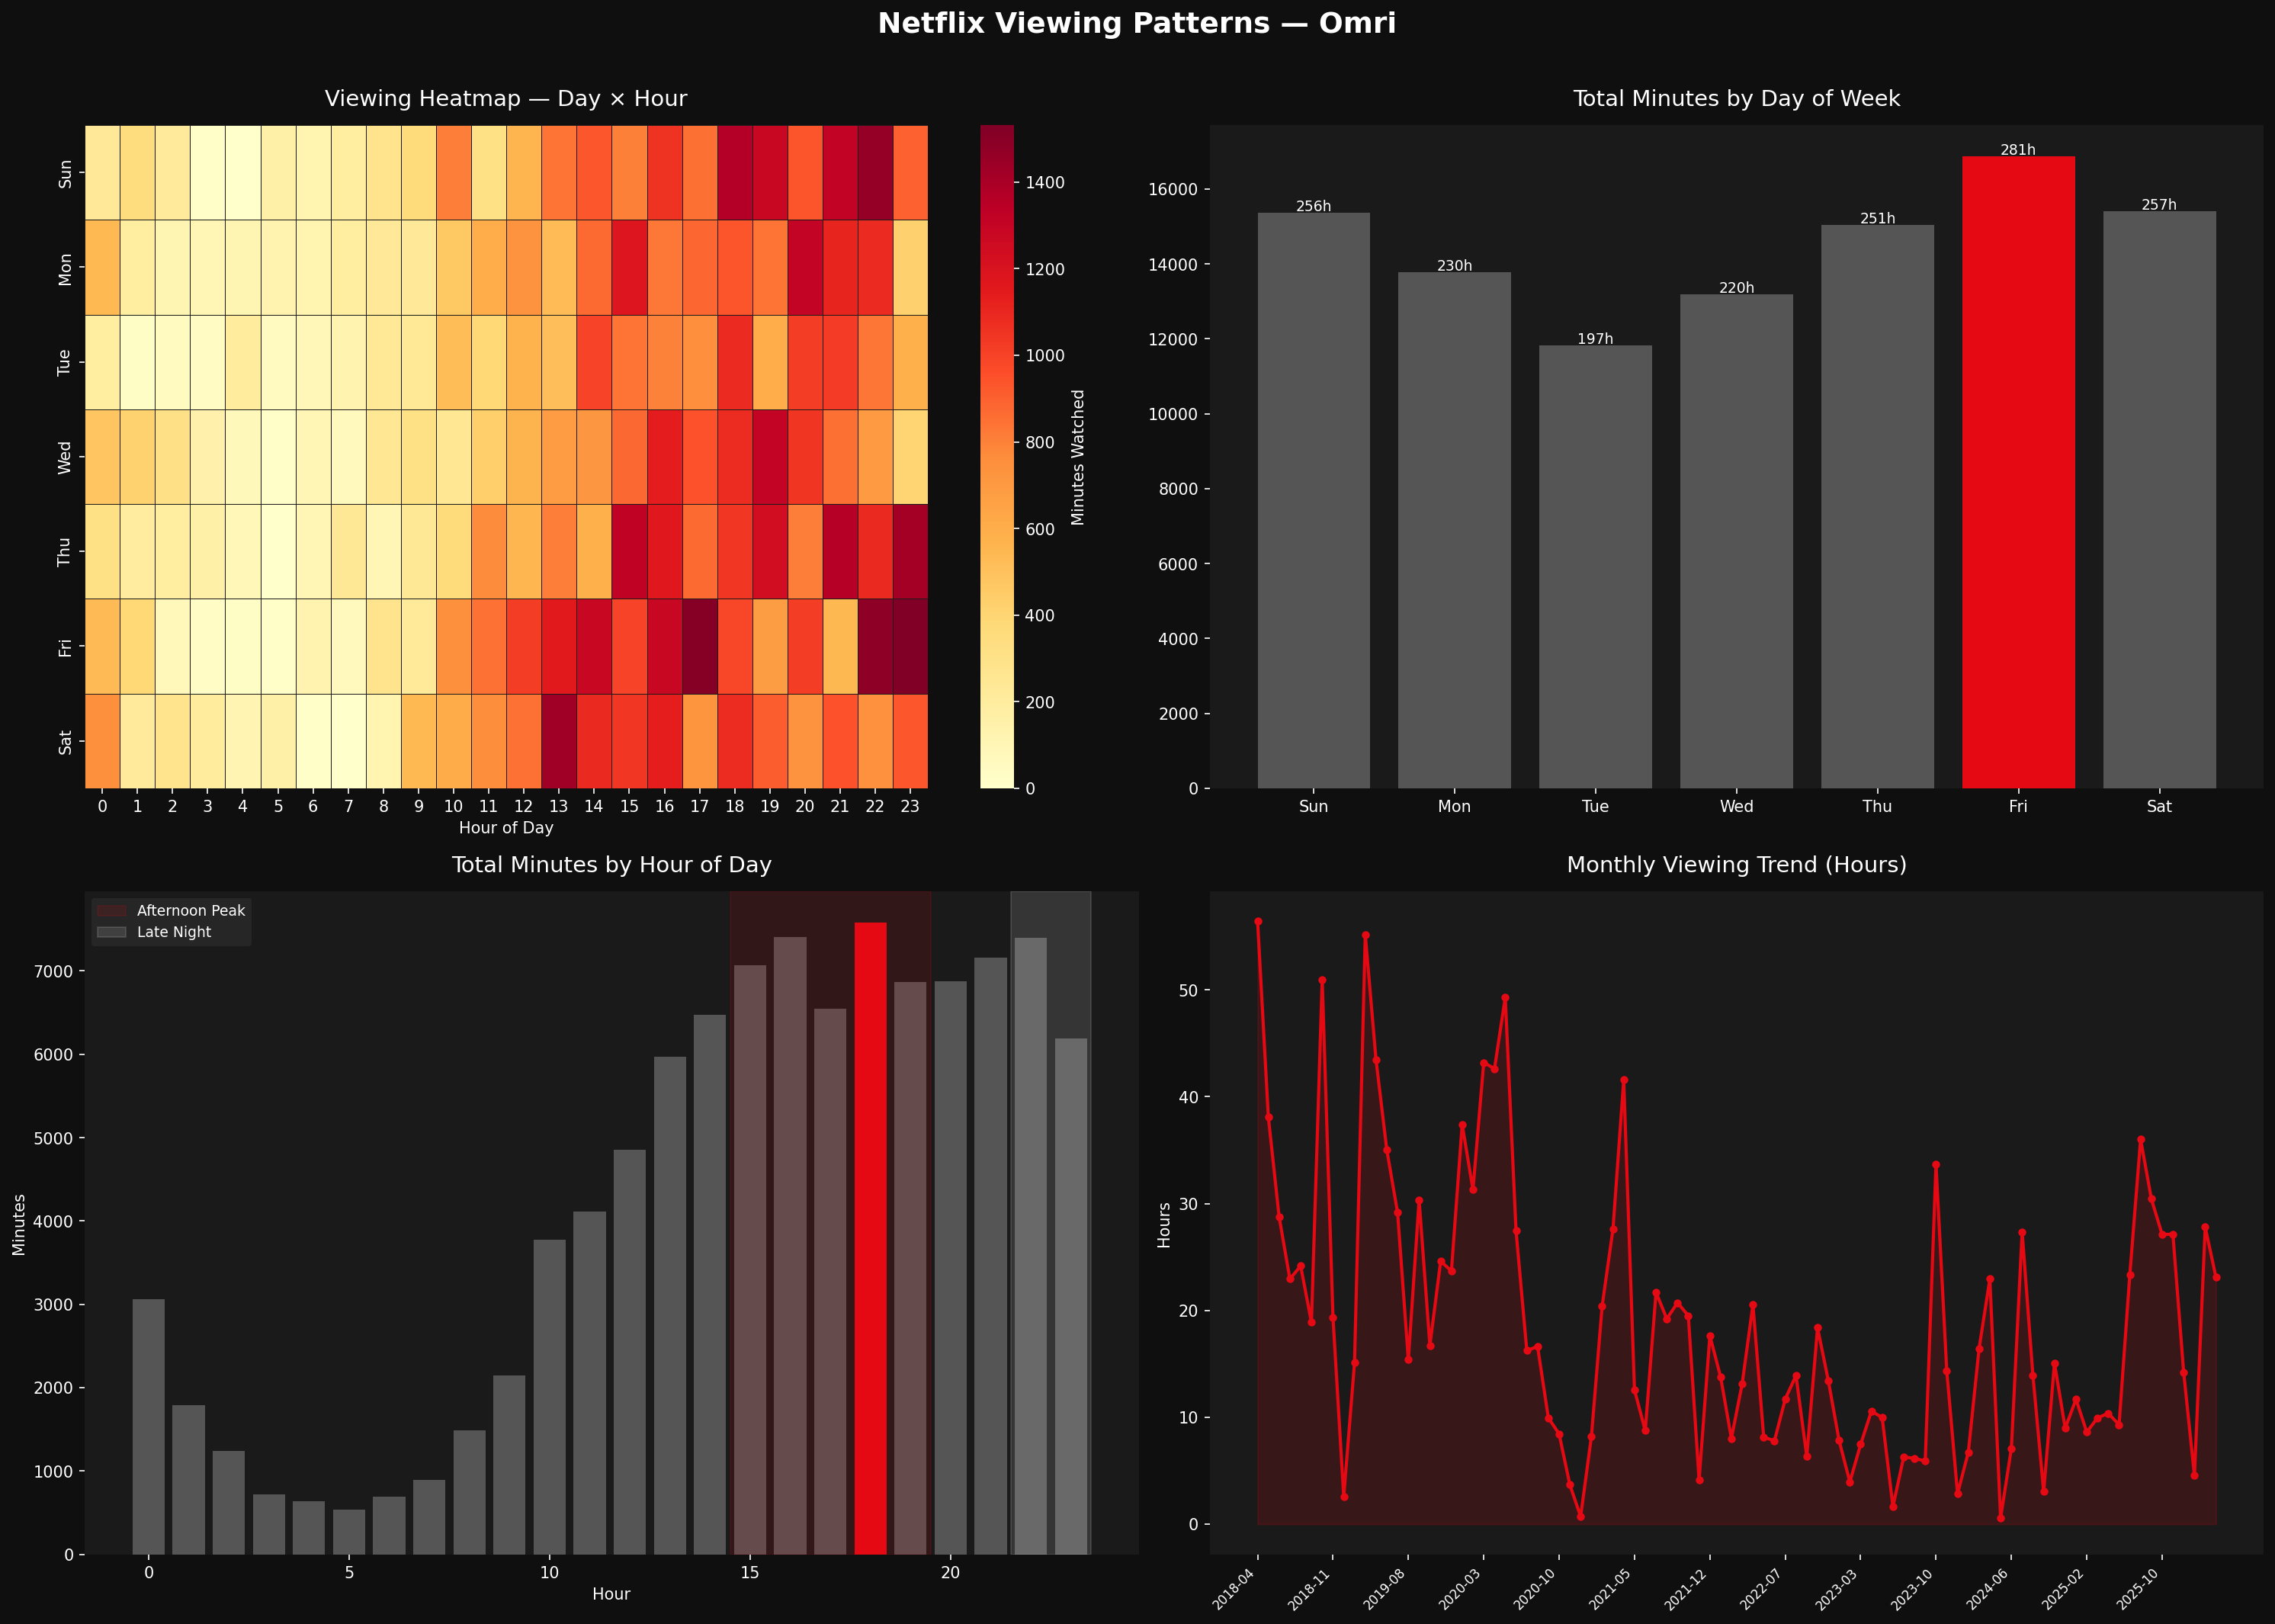 Netflix Viewing Patterns — Omri
Viewing Heatmap — Day × Hour
Sun
Mon
Tue
Wed
Thu
Fri
Sat
0 1 2 3 4 5 6 7 8 9 10 11 12 13 14 15 16 17 18 19 20 21 22 23
Hour of Day
1400
1200
1000
800
600
400
200
0
Minutes Watched
Total Minutes by Day of Week
16000
14000
12000
10000
8000
6000
4000
2000
0
256h
230h
197h
220h
251h
281h
257h
Sun Mon Tue Wed Thu Fri Sat
Total Minutes by Hour of Day
Afternoon Peak
Late Night
7000
6000
5000
4000
3000
2000
1000
0
Minutes
0 5 10 15 20
Hour
Monthly Viewing Trend (Hours)
50
40
30
20
10
0
Hours
2018-04 2018-11 2019-08 2020-03 2020-10 2021-05 2021-12 2022-07 2023-03 2023-10 2024-06 2025-02 2025-10